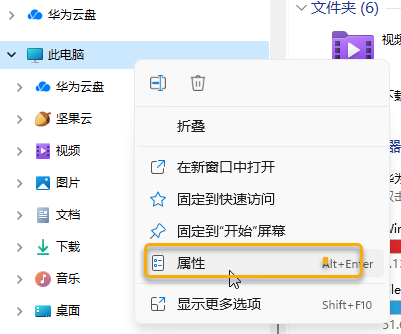 华为云盘
此电脑
华为云盘
坚果云
视频
图片
文档
下载
音乐
桌面
折叠
在新窗口中打开
固定到快速访问
固定到“开始”屏幕
属性 Alt+Enter
显示更多选项 Shift+F10
文件夹 (6)
视频